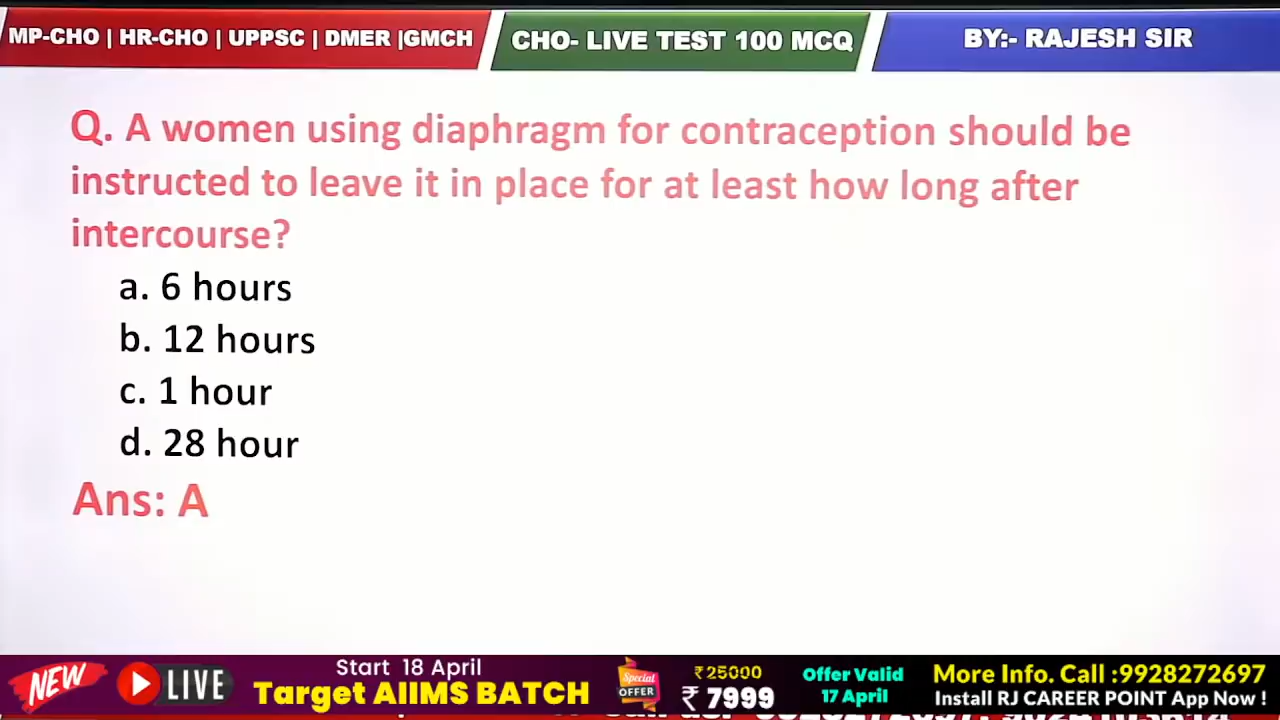 MP-CHO | HR-CHO | UPPSC | DMER |GMCH
CHO- LIVE TEST 100 MCQ
BY:- RAJESH SIR
Q. A women using diaphragm for contraception should be
instructed to leave it in place for at least how long after
intercourse?
a. 6 hours
b. 12 hours
c. 1 hour
d. 28 hour
Ans: A
NEW
LIVE
Start 18 April
Target AIIMS BATCH
Special
OFFER
₹25000
₹ 7999
Offer Valid
17 April
More Info. Call :9928272697
Install RJ CAREER POINT App Now !